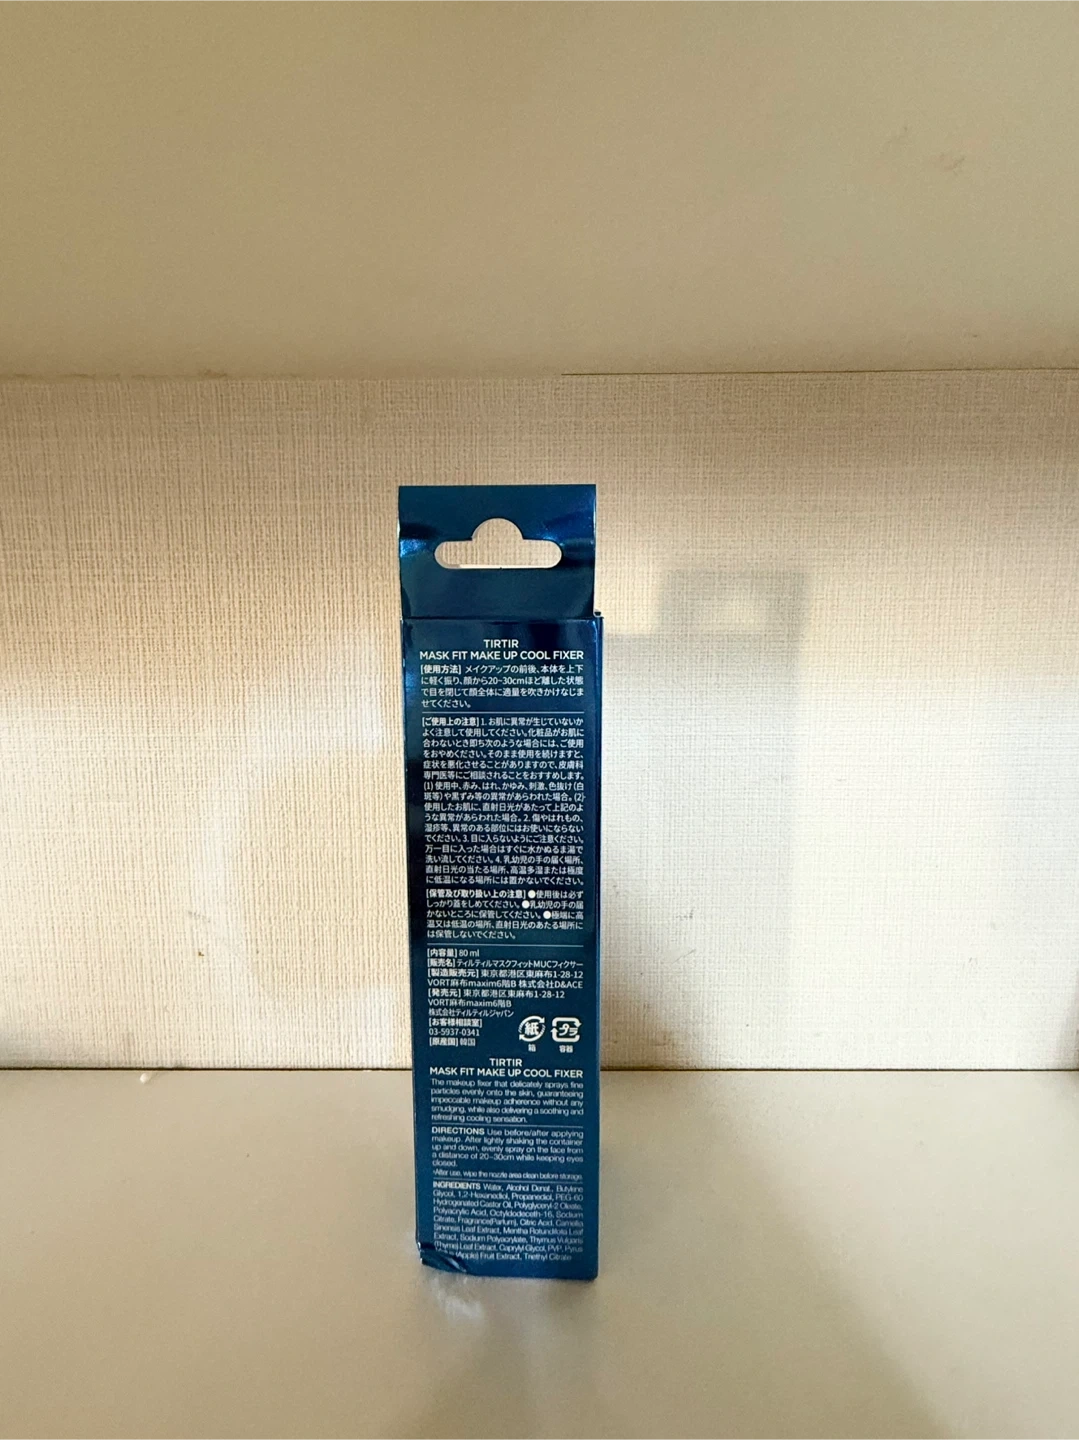 TIRTIR
MASK FIT MAKE UP COOL FIXER
[使用方法] メイクアップの前後、本体を上下
に軽く振り、顔から20~30cmほど離した状態
で目を閉じて顔全体に適量を吹きかけなじま
せてください。
[ご使用上の注意] 1. お肌に異常が生じていないか
よく注意して使用してください。化粧品がお肌に
合わないとき即ち次のような場合には、ご使用
をおやめください。そのまま使用を続けますと、
症状を悪化させることがありますので、皮膚科
専門医等にご相談されることをおすすめします。
(1) 使用中、赤み、はれ、かゆみ、刺激、色抜け(白
斑等)や黒ずみ等の異常があらわれた場合。(2)
使用したお肌に、直射日光があたって上記のよ
うな異常があらわれた場合。2. 傷やはれもの、
湿疹等、異常のある部位にはお使いにならない
でください。3. 目に入らないようにご注意ください。
万一目に入った場合はすぐに水かぬるま湯で
洗い流してください。4. 乳幼児の手の届く場所、
直射日光の当たる場所、高温多湿または極度
に低温になる場所には置かないでください。
[保管及び取り扱い上の注意] ●使用後は必ず
しっかり蓋をしめてください。●乳幼児の手の届
かないところに保管してください。●極端に高
温又は低温の場所、直射日光のあたる場所に
は保管しないでください。
[内容量] 80 ml
[販売名] ティルティルマスクフィットMUCフィクサー
[製造販売元] 東京都港区東麻布1-28-12
VORT麻布maxim6階B 株式会社D&ACE
[発売元] 東京都港区東麻布1-28-12
VORT麻布maxim6階B
株式会社ティルティルジャパン
[お客様相談室]
03-5937-0341
[原産国] 韓国
紙 プラ
箱 容器
TIRTIR
MASK FIT MAKE UP COOL FIXER
The makeup fixer that delicately sprays fine
particles evenly onto the skin, guaranteeing
impeccable makeup adherence without any
smudging, while also delivering a soothing and
refreshing cooling sensation.
DIRECTIONS Use before/after applying
makeup. After lightly shaking the container
up and down, evenly spray on the face from
a distance of 20~30cm while keeping eyes
closed.
*After use, wipe the nozzle area clean before storage.
INGREDIENTS Water, Alcohol Denat., Butylene
Glycol, 1,2-Hexanediol, Propanediol, PEG-60
Hydrogenated Castor Oil, Polyglyceryl-2 Oleate,
Polyacrylic Acid, Octyldodeceth-16, Sodium
Citrate, Fragrance(Parfum), Citric Acid, Camellia
Sinensis Leaf Extract, Mentha Rotundifolia Leaf
Extract, Sodium Polyacrylate, Thymus Vulgaris
(Thyme) Leaf Extract, Caprylyl Glycol, PVP, Pyrus
(Apple) Fruit Extract, Triethyl Citrate